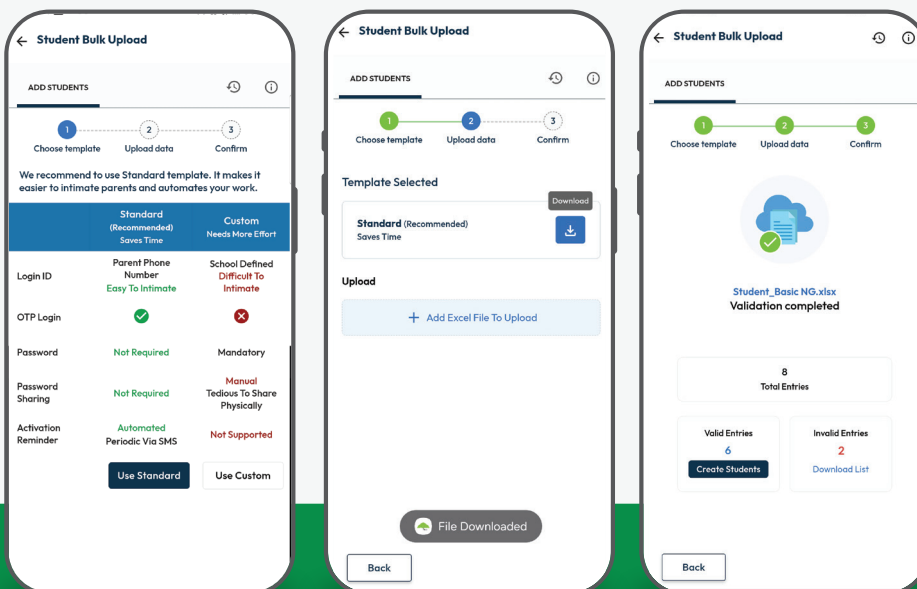 Student Bulk Upload
ADD STUDENTS
1
2
3
Choose template
Upload data
Confirm
We recommend to use Standard template. It makes it
easier to intimate parents and automates your work.
Standard
(Recommended)
Saves Time
Custom
Needs More Effort
Login ID
Parent Phone
Number
Easy To Intimate
School Defined
Difficult To
Intimate
OTP Login
Password
Not Required
Mandatory
Password
Sharing
Not Required
Manual
Tedious To Share
Physically
Activation
Reminder
Automated
Periodic Via SMS
Not Supported
Use Standard
Use Custom
Student Bulk Upload
ADD STUDENTS
1
2
3
Choose template
Upload data
Confirm
Template Selected
Download
Standard (Recommended)
Saves Time
Upload
+ Add Excel File To Upload
File Downloaded
Back
Student Bulk Upload
ADD STUDENTS
1
2
3
Choose template
Upload data
Confirm
Student_Basic NG.xlsx
Validation completed
8
Total Entries
Valid Entries
6
Create Students
Invalid Entries
2
Download List
Back